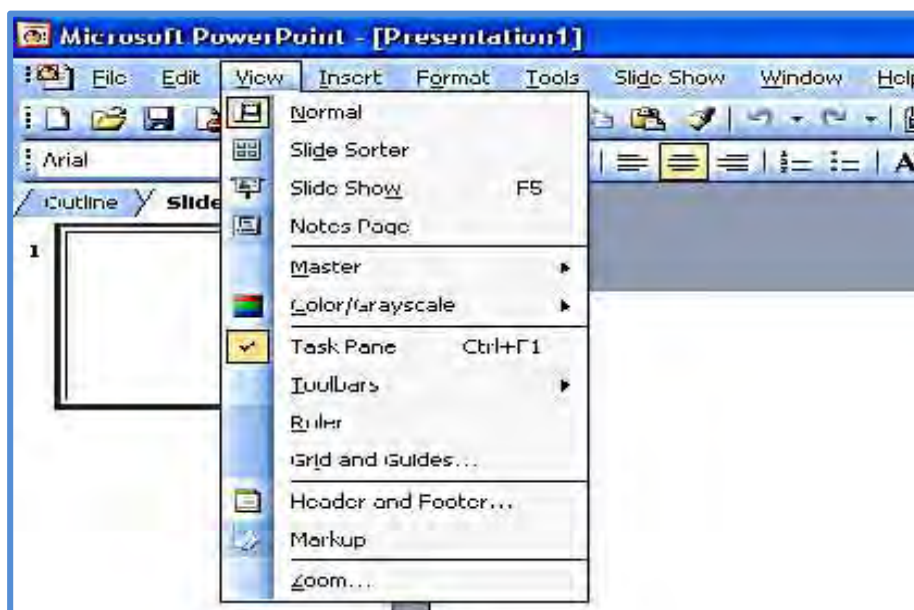 Microsoft PowerPoint - [Presentation1]
File Edit View Insert Format Tools Slide Show Window Help
Arial
Outline Slide
1
Normal
Slide Sorter
Slide Show F5
Notes Page
Master
Color/Grayscale
Task Pane Ctrl+F1
Toolbars
Ruler
Grid and Guides...
Header and Footer...
Markup
Zoom...